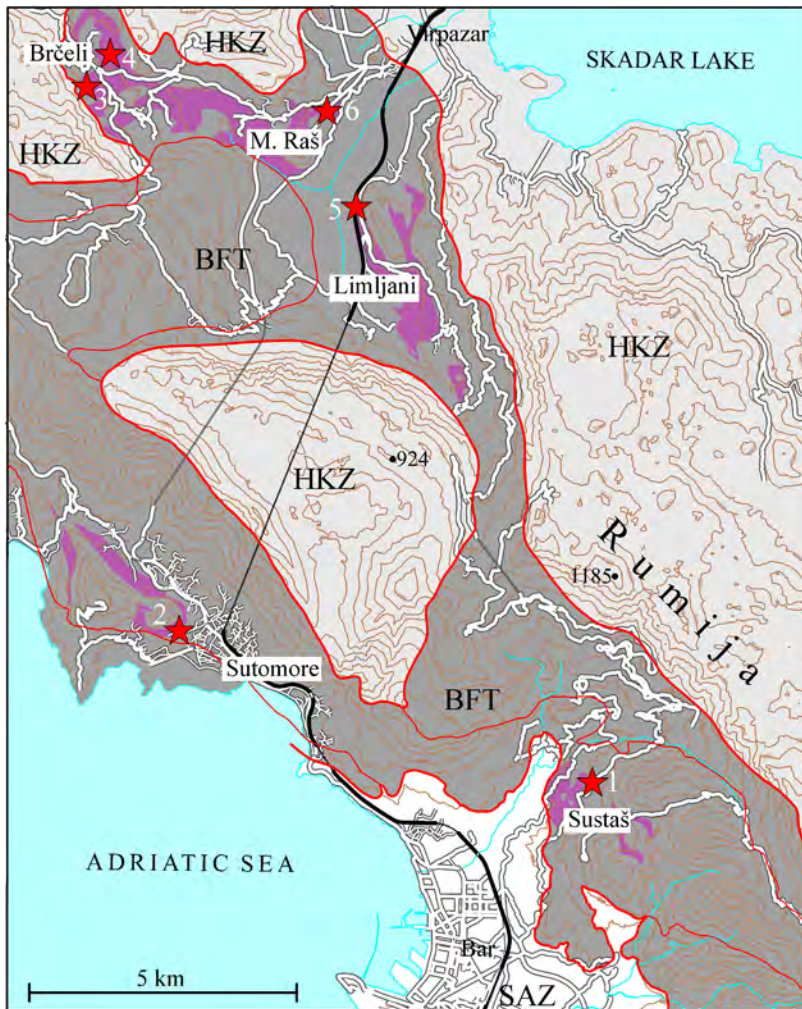 HKZ
Virpazar
Brčeli
4
SKADAR LAKE
3
6
M. Raš
HKZ
5
BFT
Limljani
HKZ
924
HKZ
Rumija
1185
2
Sutomore
BFT
1
Sustaš
ADRIATIC SEA
Bar
5 km
SAZ